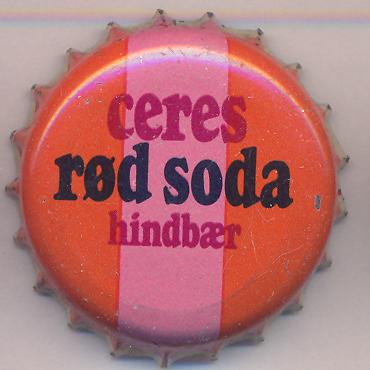 ceres
rød soda
hindbær